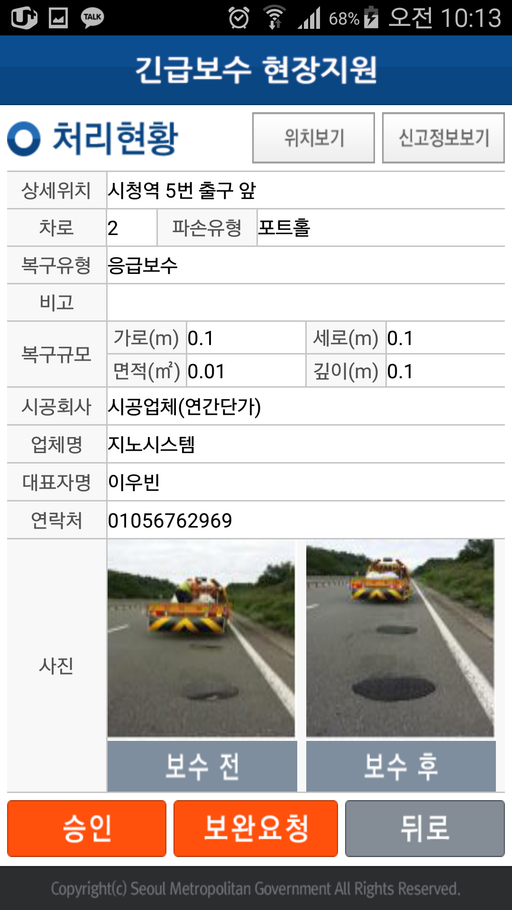 TALK 68% 오전 10:13
긴급보수 현장지원
처리현황 위치보기 신고정보보기
상세위치 시청역 5번 출구 앞
차로 2 파손유형 포트홀
복구유형 응급보수
비고
복구규모
가로(m) 0.1 세로(m) 0.1
면적(㎡) 0.01 깊이(m) 0.1
시공회사 시공업체(연간단가)
업체명 지노시스템
대표자명 이우빈
연락처 01056762969
사진
보수 전 보수 후
승인 보완요청 뒤로
Copyright(c) Seoul Metropolitan Government All Rights Reserved.